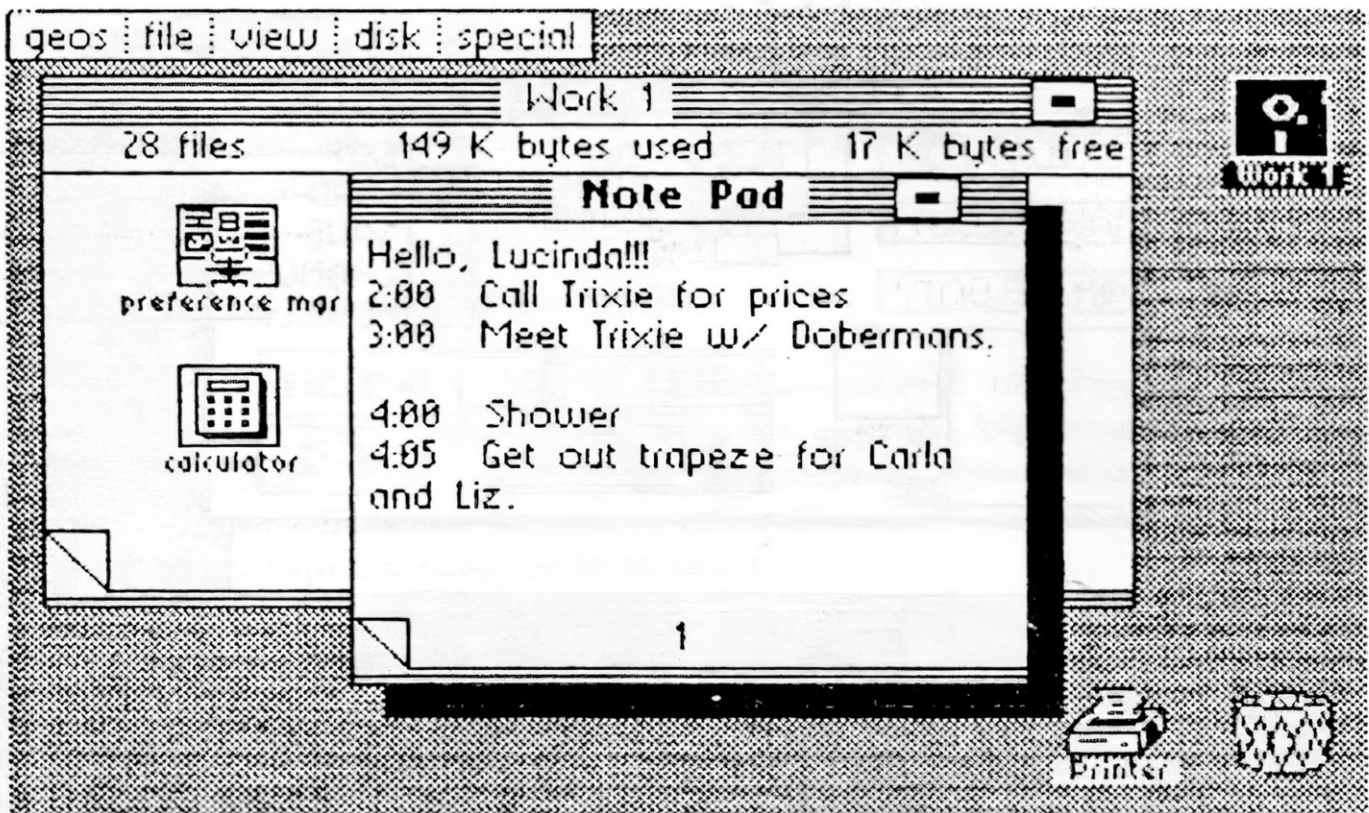 geos file view disk special
Work 1
28 files 149 K bytes used 17 K bytes free
Work 1
Note Pad
Hello, Lucinda!!!
2:00 Call Trixie for prices
3:00 Meet Trixie w/ Dobermans.
4:00 Shower
4:05 Get out trapeze for Carla
and Liz.
1
preference mgr
calculator
Printer